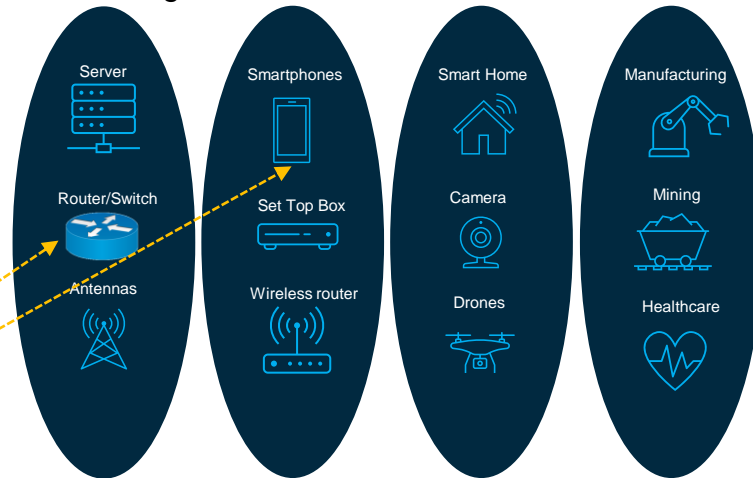 Server
Router/Switch
Antennas
Smartphones
Set Top Box
Wireless router
Smart Home
Camera
Drones
Manufacturing
Mining
Healthcare